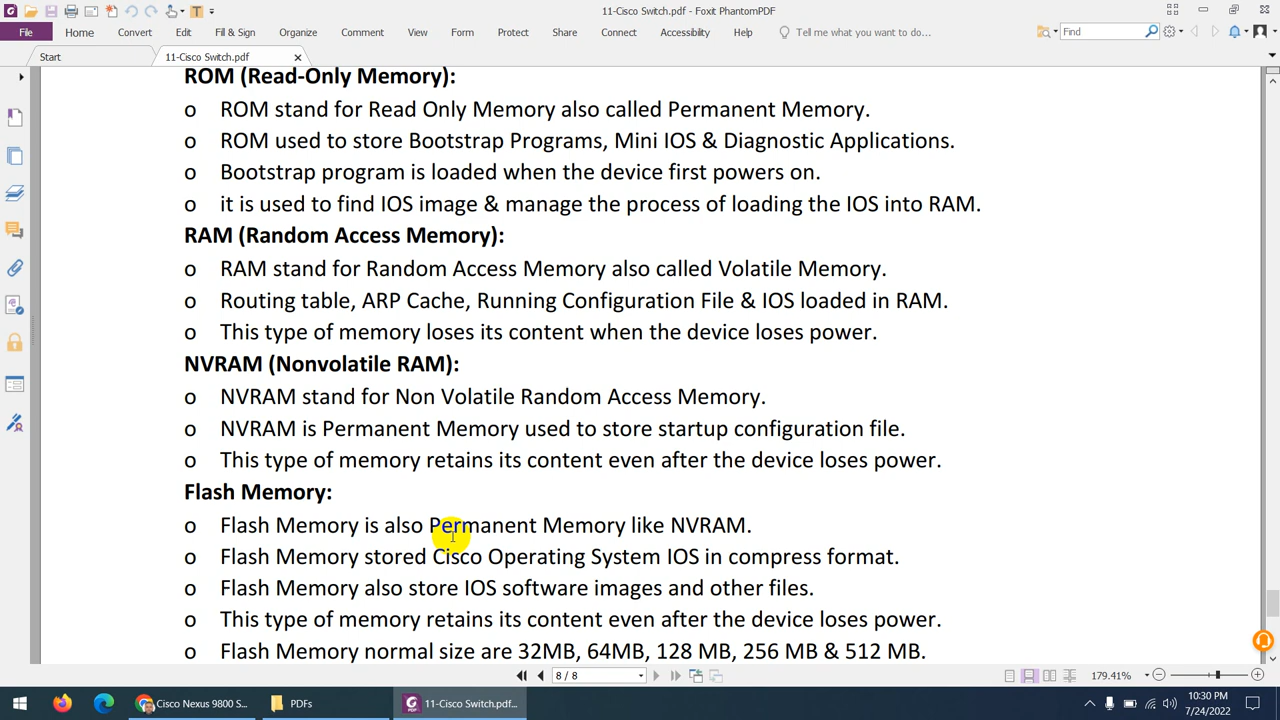 11-Cisco Switch.pdf - Foxit PhantomPDF
File Home Convert Edit Fill & Sign Organize Comment View Form Protect Share Connect Accessibility Help Tell me what you want to do... Find
Start 11-Cisco Switch.pdf
ROM (Read-Only Memory):
o ROM stand for Read Only Memory also called Permanent Memory.
o ROM used to store Bootstrap Programs, Mini IOS & Diagnostic Applications.
o Bootstrap program is loaded when the device first powers on.
o it is used to find IOS image & manage the process of loading the IOS into RAM.
RAM (Random Access Memory):
o RAM stand for Random Access Memory also called Volatile Memory.
o Routing table, ARP Cache, Running Configuration File & IOS loaded in RAM.
o This type of memory loses its content when the device loses power.
NVRAM (Nonvolatile RAM):
o NVRAM stand for Non Volatile Random Access Memory.
o NVRAM is Permanent Memory used to store startup configuration file.
o This type of memory retains its content even after the device loses power.
Flash Memory:
o Flash Memory is also Permanent Memory like NVRAM.
o Flash Memory stored Cisco Operating System IOS in compress format.
o Flash Memory also store IOS software images and other files.
o This type of memory retains its content even after the device loses power.
o Flash Memory normal size are 32MB, 64MB, 128 MB, 256 MB & 512 MB.
8 / 8 179.41%
Cisco Nexus 9800 S... PDFs 11-Cisco Switch.pdf... 10:30 PM
7/24/2022